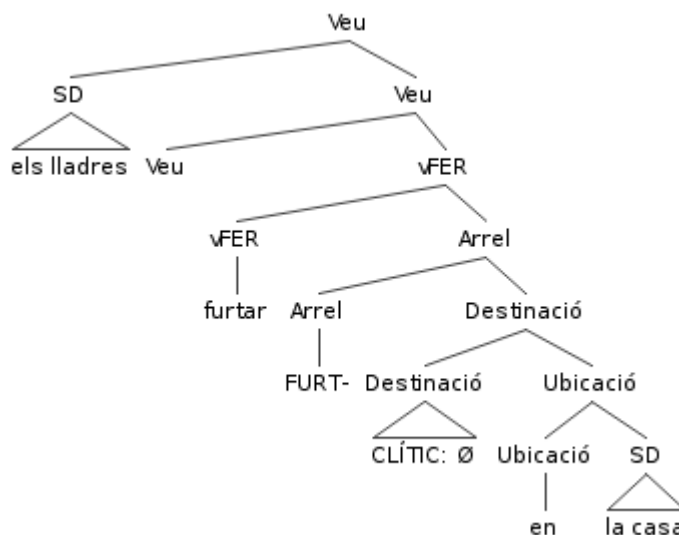 Veu
SD Veu
els lladres Veu vFER
vFER Arrel
furtar Arrel Destinació
FURT- Destinació Ubicació
CLÍTIC: Ø Ubicació SD
en la casa